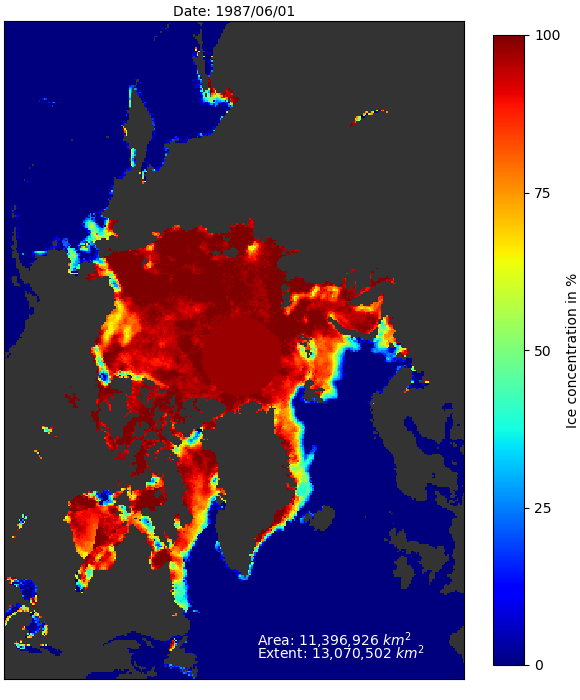 Date: 1987/06/01
100
75
50
25
0
Ice concentration in %
Area: 11,396,926 km²
Extent: 13,070,502 km²